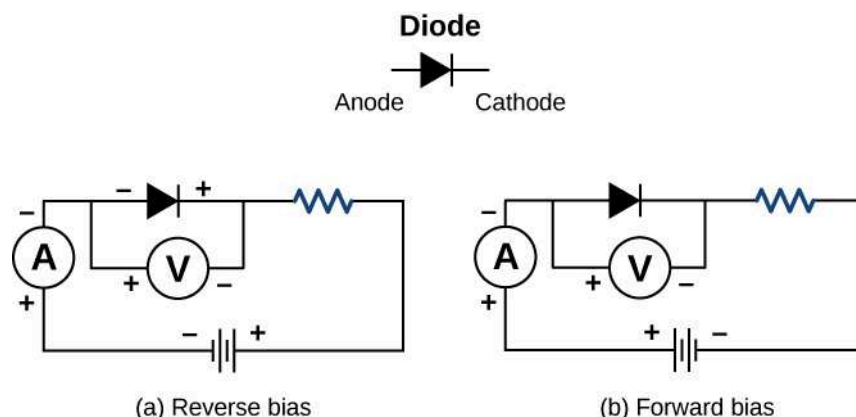 Diode
Anode Cathode
– +
–
A
+
+ V –
– +
(a) Reverse bias
–
A
+
+ V –
+ –
(b) Forward bias